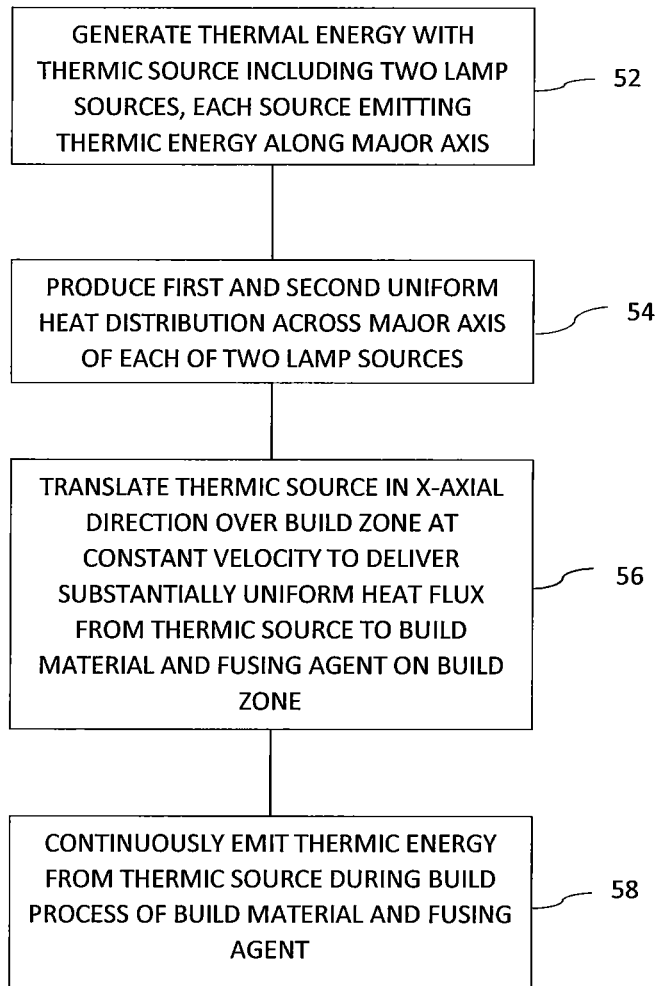 GENERATE THERMAL ENERGY WITH
THERMIC SOURCE INCLUDING TWO LAMP
SOURCES, EACH SOURCE EMITTING
THERMIC ENERGY ALONG MAJOR AXIS
52
PRODUCE FIRST AND SECOND UNIFORM
HEAT DISTRIBUTION ACROSS MAJOR AXIS
OF EACH OF TWO LAMP SOURCES
54
TRANSLATE THERMIC SOURCE IN X-AXIAL
DIRECTION OVER BUILD ZONE AT
CONSTANT VELOCITY TO DELIVER
SUBSTANTIALLY UNIFORM HEAT FLUX
FROM THERMIC SOURCE TO BUILD
MATERIAL AND FUSING AGENT ON BUILD
ZONE
56
CONTINUOUSLY EMIT THERMIC ENERGY
FROM THERMIC SOURCE DURING BUILD
PROCESS OF BUILD MATERIAL AND FUSING
AGENT
58